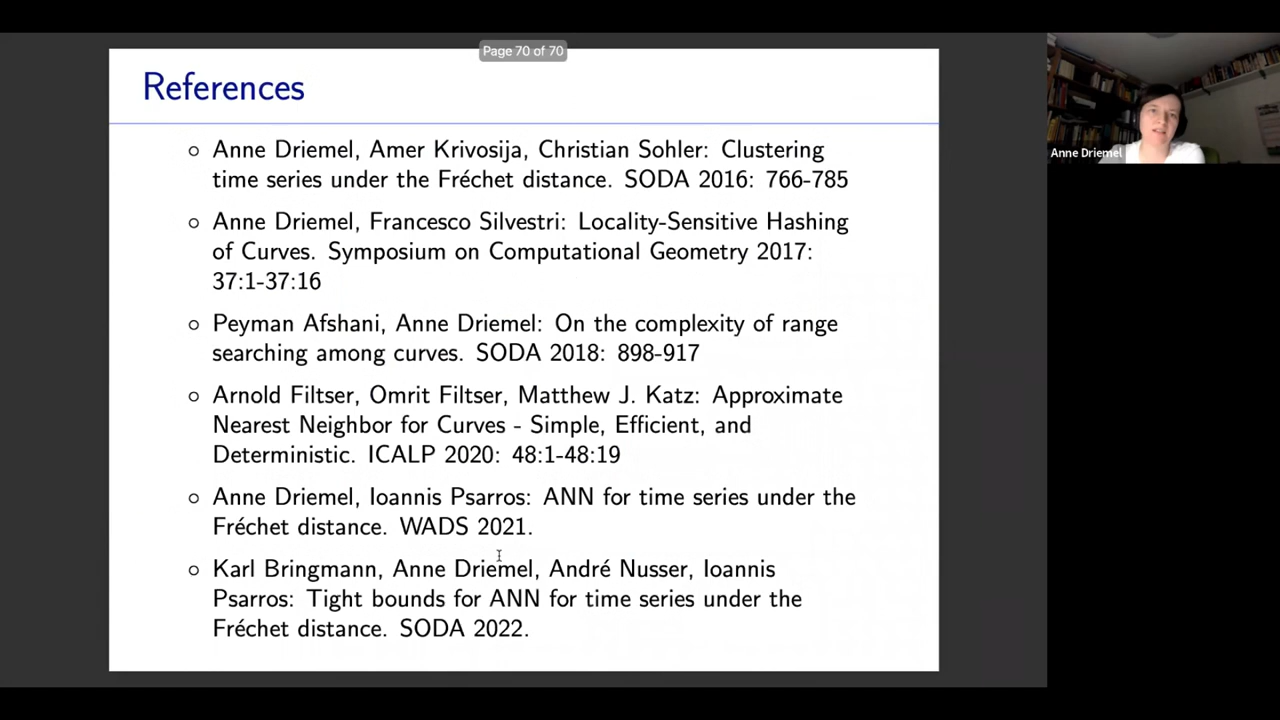 Page 70 of 70
References
Anne Driemel
○ Anne Driemel, Amer Krivosija, Christian Sohler: Clustering
time series under the Fréchet distance. SODA 2016: 766-785
○ Anne Driemel, Francesco Silvestri: Locality-Sensitive Hashing
of Curves. Symposium on Computational Geometry 2017:
37:1-37:16
○ Peyman Afshani, Anne Driemel: On the complexity of range
searching among curves. SODA 2018: 898-917
○ Arnold Filtser, Omrit Filtser, Matthew J. Katz: Approximate
Nearest Neighbor for Curves - Simple, Efficient, and
Deterministic. ICALP 2020: 48:1-48:19
○ Anne Driemel, Ioannis Psarros: ANN for time series under the
Fréchet distance. WADS 2021.
○ Karl Bringmann, Anne Driemel, André Nusser, Ioannis
Psarros: Tight bounds for ANN for time series under the
Fréchet distance. SODA 2022.